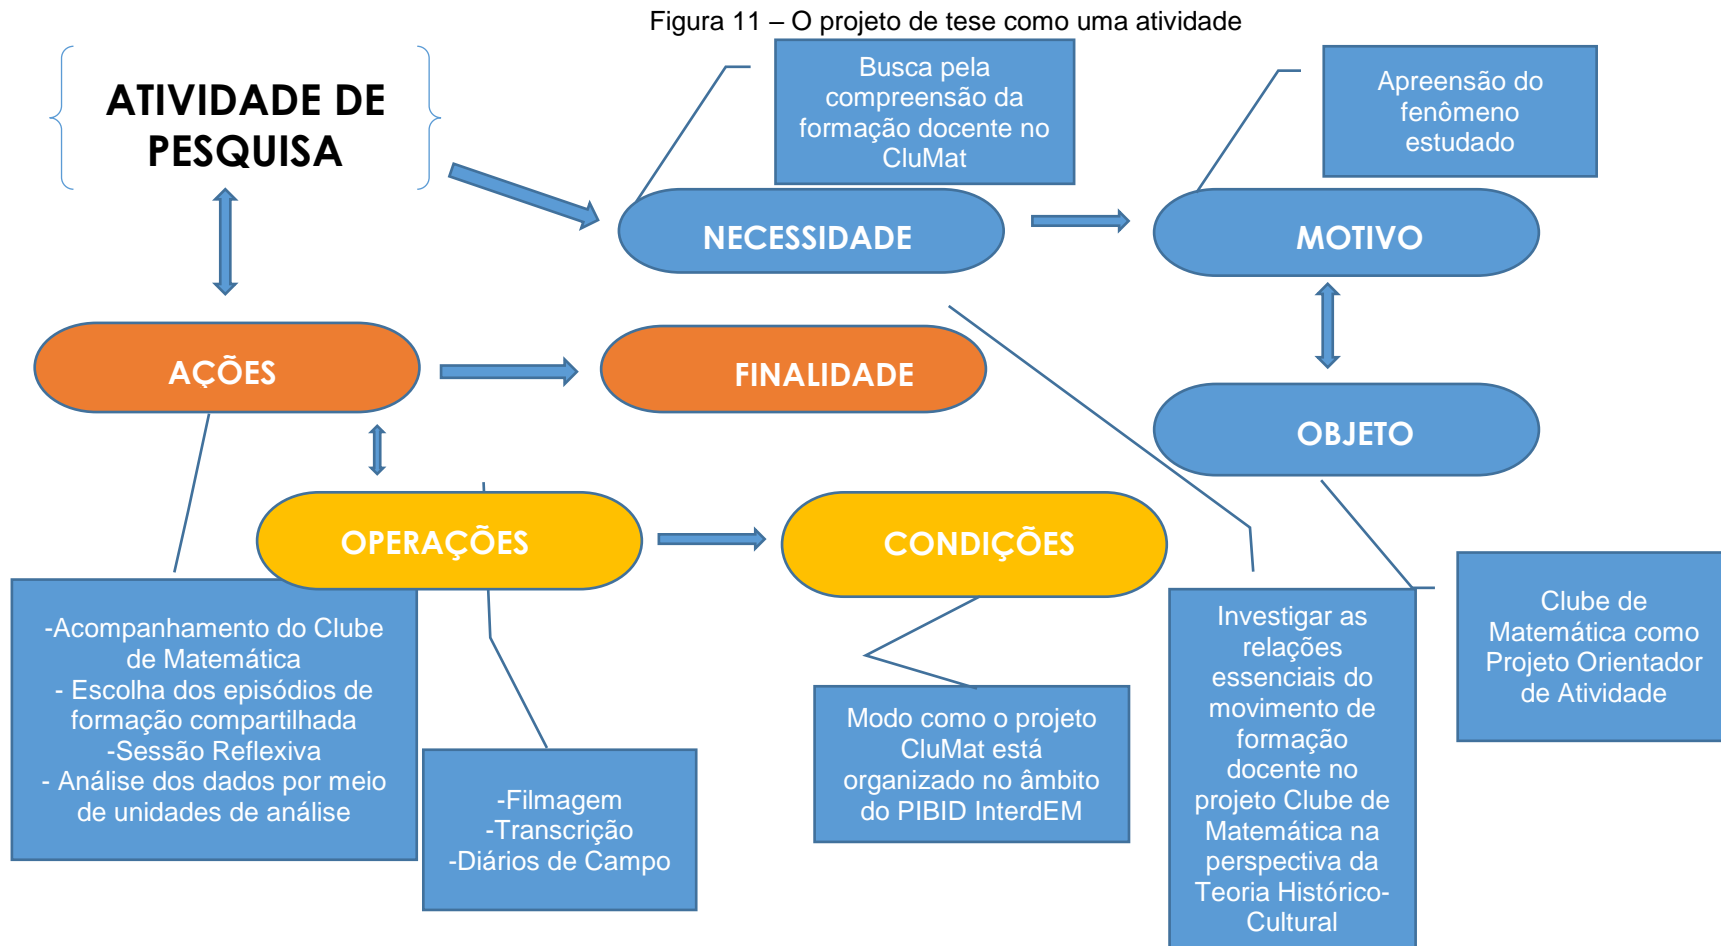 Figura 11 – O projeto de tese como uma atividade
ATIVIDADE DE
PESQUISA
Busca pela
compreensão da
formação docente no
CluMat
Apreensão do
fenômeno
estudado
NECESSIDADE
MOTIVO
AÇÕES
FINALIDADE
OBJETO
OPERAÇÕES
CONDIÇÕES
-Acompanhamento do Clube
de Matemática
- Escolha dos episódios de
formação compartilhada
-Sessão Reflexiva
- Análise dos dados por meio
de unidades de análise
-Filmagem
-Transcrição
-Diários de Campo
Modo como o projeto
CluMat está
organizado no âmbito
do PIBID InterdEM
Investigar as
relações
essenciais do
movimento de
formação
docente no
projeto Clube de
Matemática na
perspectiva da
Teoria Histórico-
Cultural
Clube de
Matemática como
Projeto Orientador
de Atividade